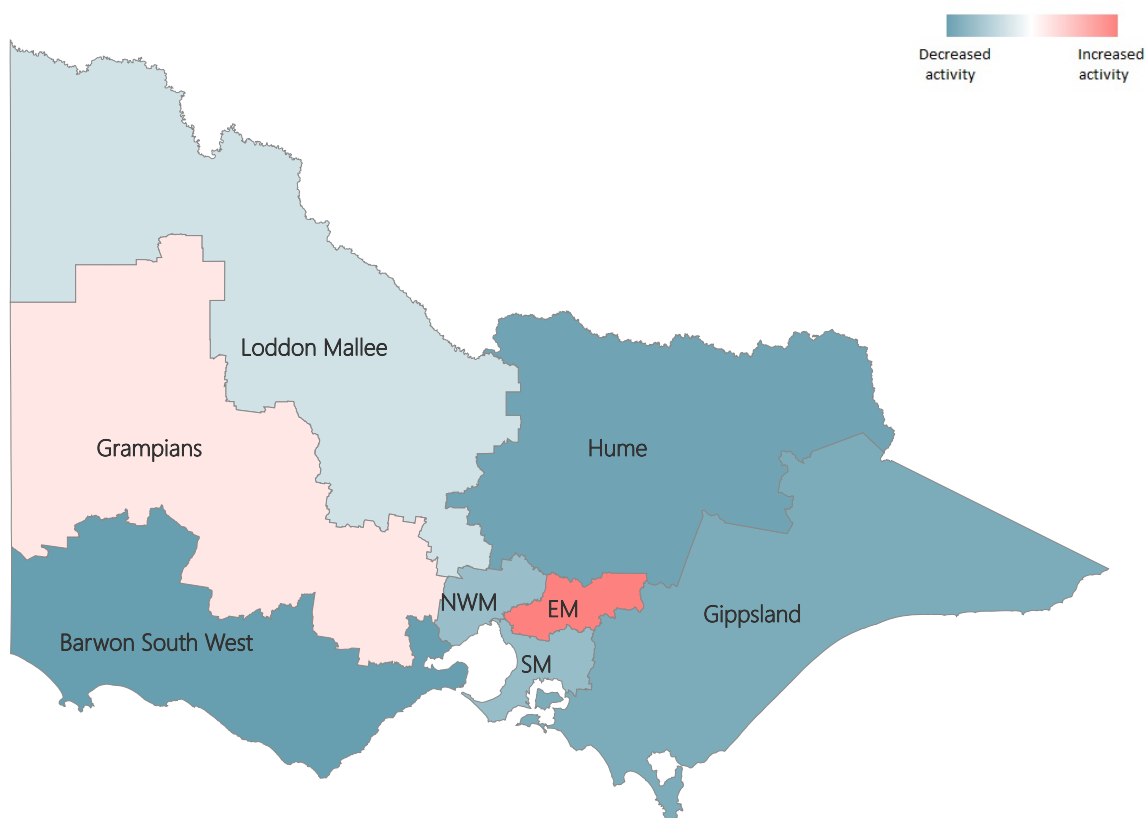 Decreased
activity
Increased
activity
Loddon Mallee
Grampians
Hume
NWM
EM
Gippsland
Barwon South West
SM